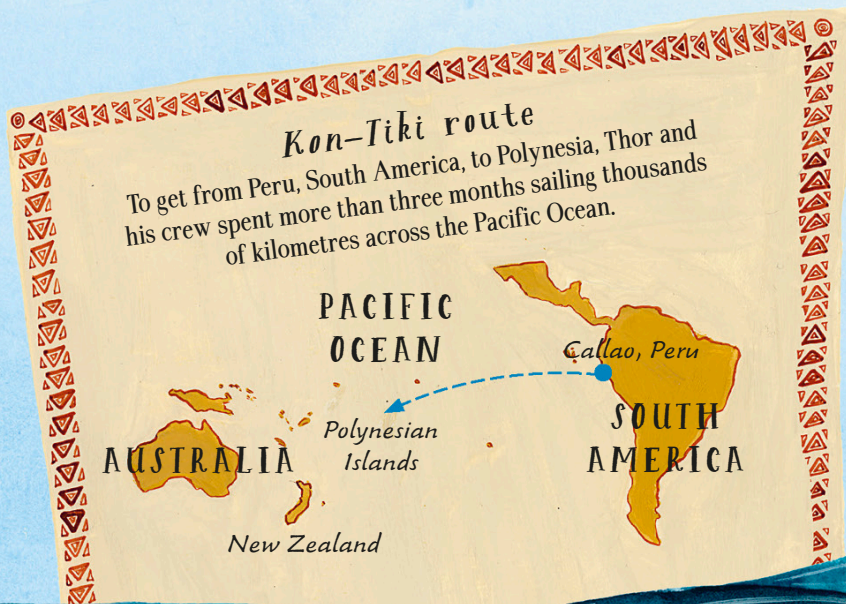 Kon-Tiki route
To get from Peru, South America, to Polynesia, Thor and
his crew spent more than three months sailing thousands
of kilometres across the Pacific Ocean.
PACIFIC
OCEAN
Callao, Peru
Polynesian
Islands
SOUTH
AMERICA
AUSTRALIA
New Zealand